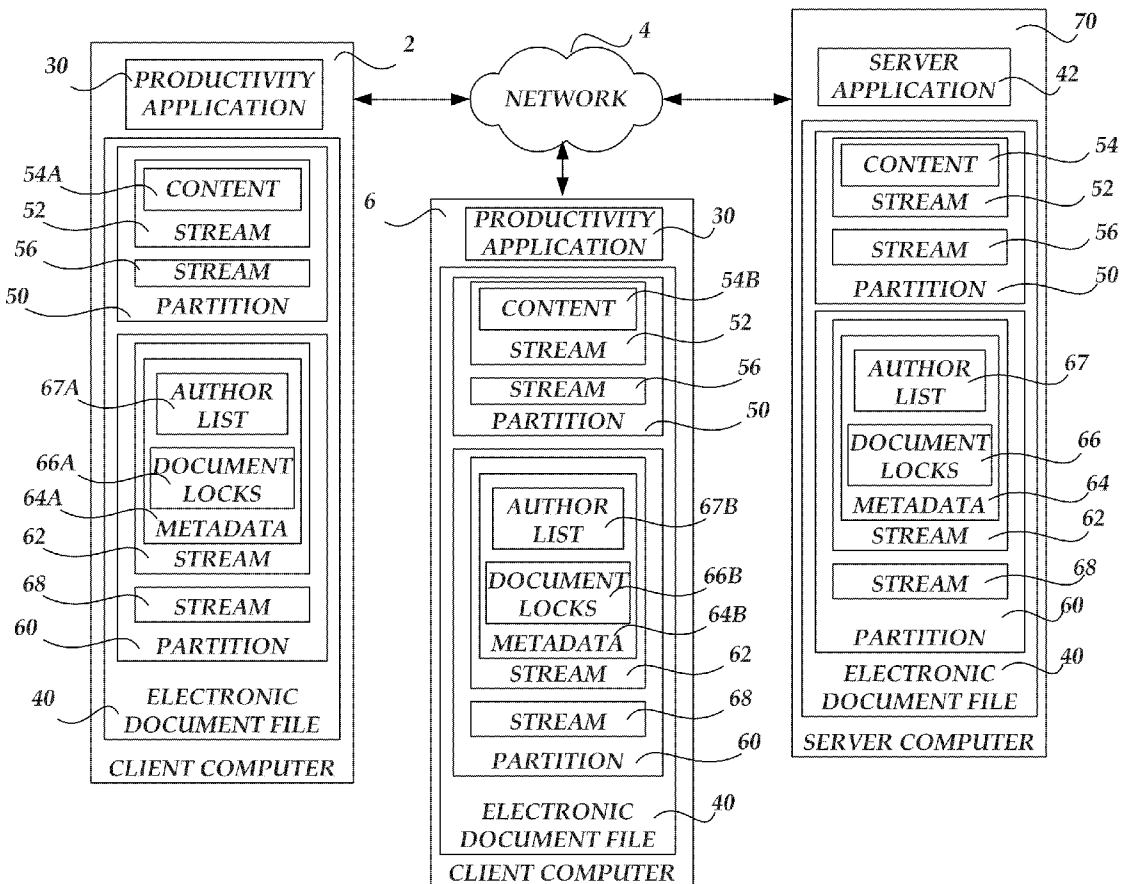 2
30
PRODUCTIVITY
APPLICATION
54A
CONTENT
52
STREAM
56
STREAM
50
PARTITION
67A
AUTHOR
LIST
66A
DOCUMENT
LOCKS
64A
METADATA
62
STREAM
68
STREAM
60
PARTITION
40
ELECTRONIC
DOCUMENT FILE
CLIENT COMPUTER
4
NETWORK
6
PRODUCTIVITY
APPLICATION
30
CONTENT
54B
STREAM
52
STREAM
56
PARTITION
50
AUTHOR
LIST
67B
DOCUMENT
LOCKS
66B
METADATA
64B
STREAM
62
STREAM
68
PARTITION
60
ELECTRONIC
DOCUMENT FILE
40
CLIENT COMPUTER
70
SERVER
APPLICATION
42
CONTENT
54
STREAM
52
STREAM
56
PARTITION
50
AUTHOR
LIST
67
DOCUMENT
LOCKS
66
METADATA
64
STREAM
62
STREAM
68
PARTITION
60
ELECTRONIC
DOCUMENT FILE
40
SERVER COMPUTER